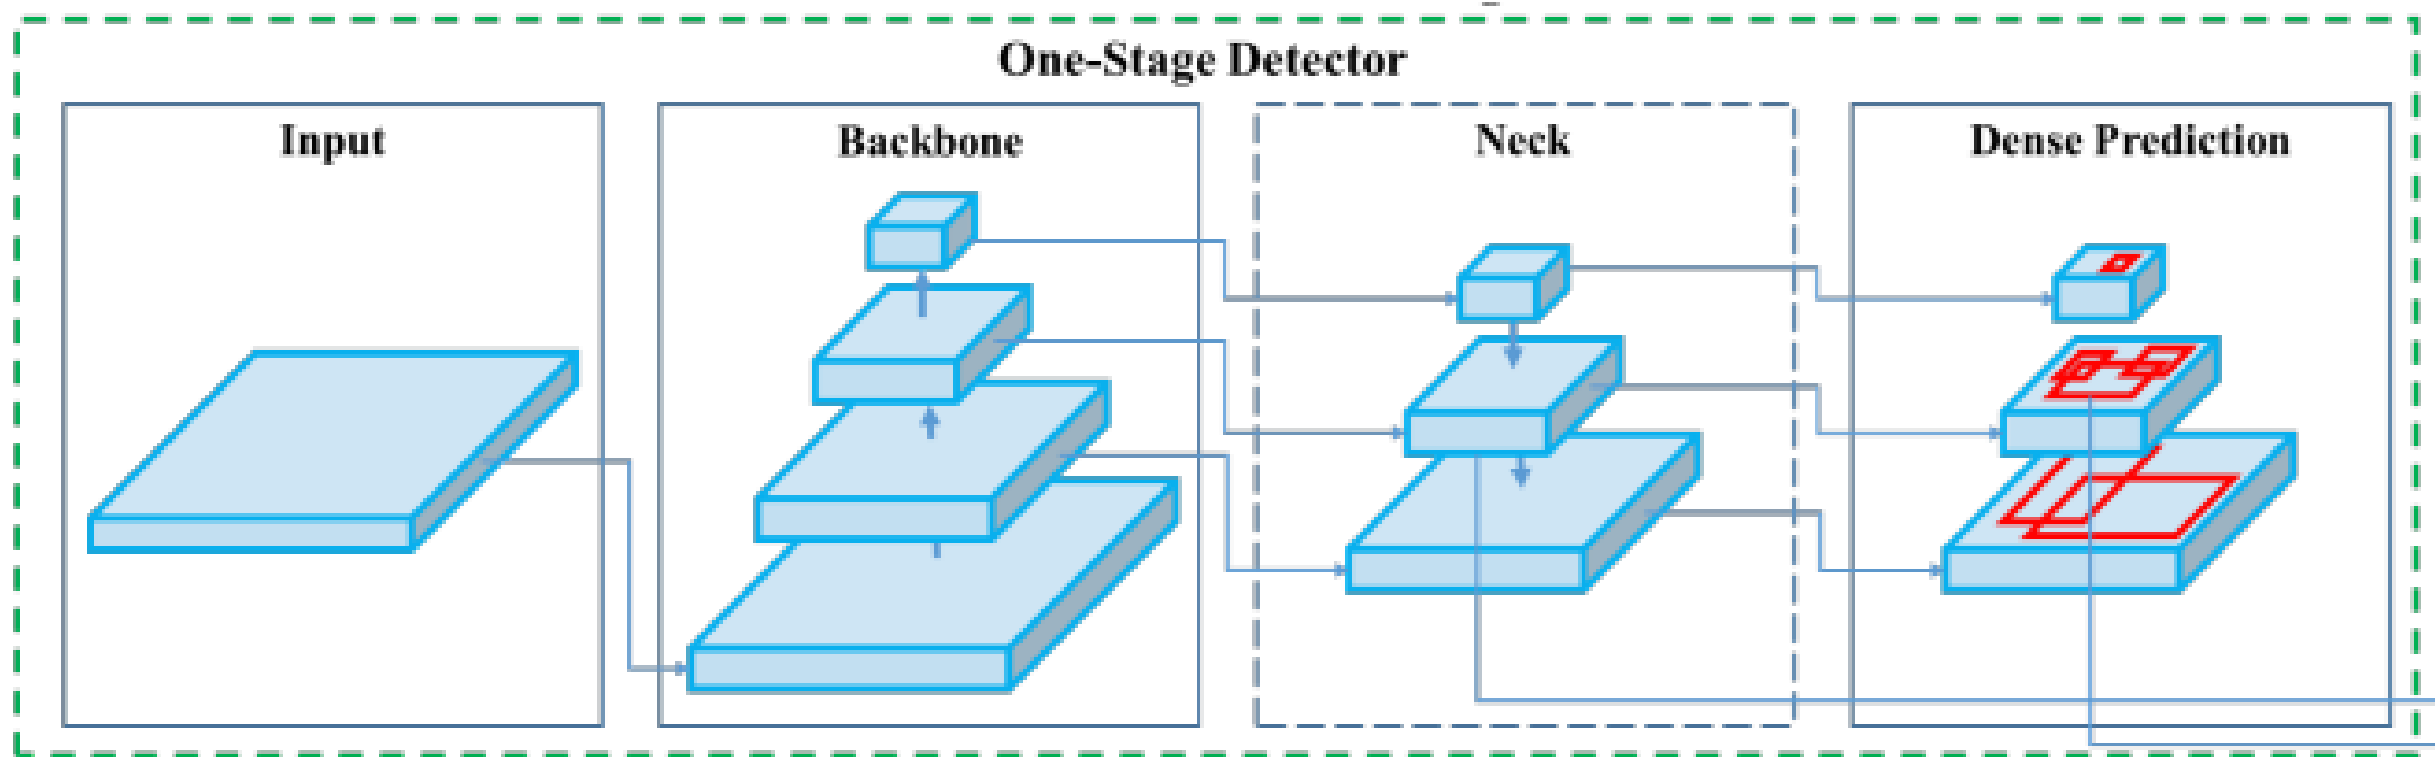 One-Stage Detector
Input
Backbone
Neck
Dense Prediction